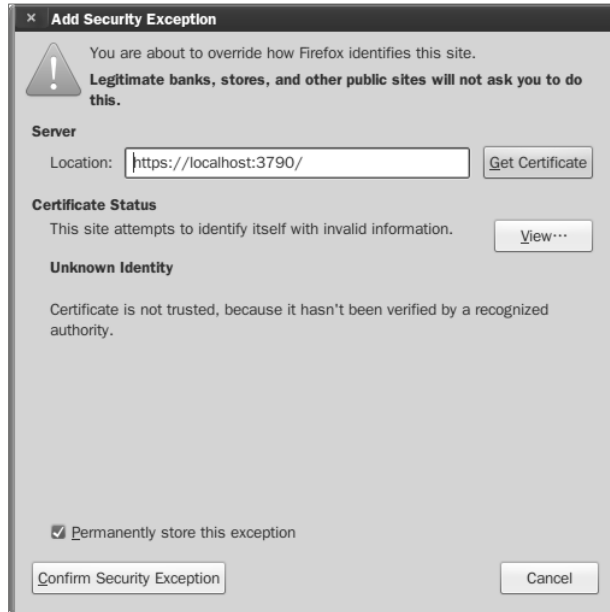 × Add Security Exception
You are about to override how Firefox identifies this site.
Legitimate banks, stores, and other public sites will not ask you to do
this.
Server
Location: https://localhost:3790/ Get Certificate
Certificate Status
This site attempts to identify itself with invalid information. View···
Unknown Identity
Certificate is not trusted, because it hasn't been verified by a recognized
authority.
Permanently store this exception
Confirm Security Exception Cancel